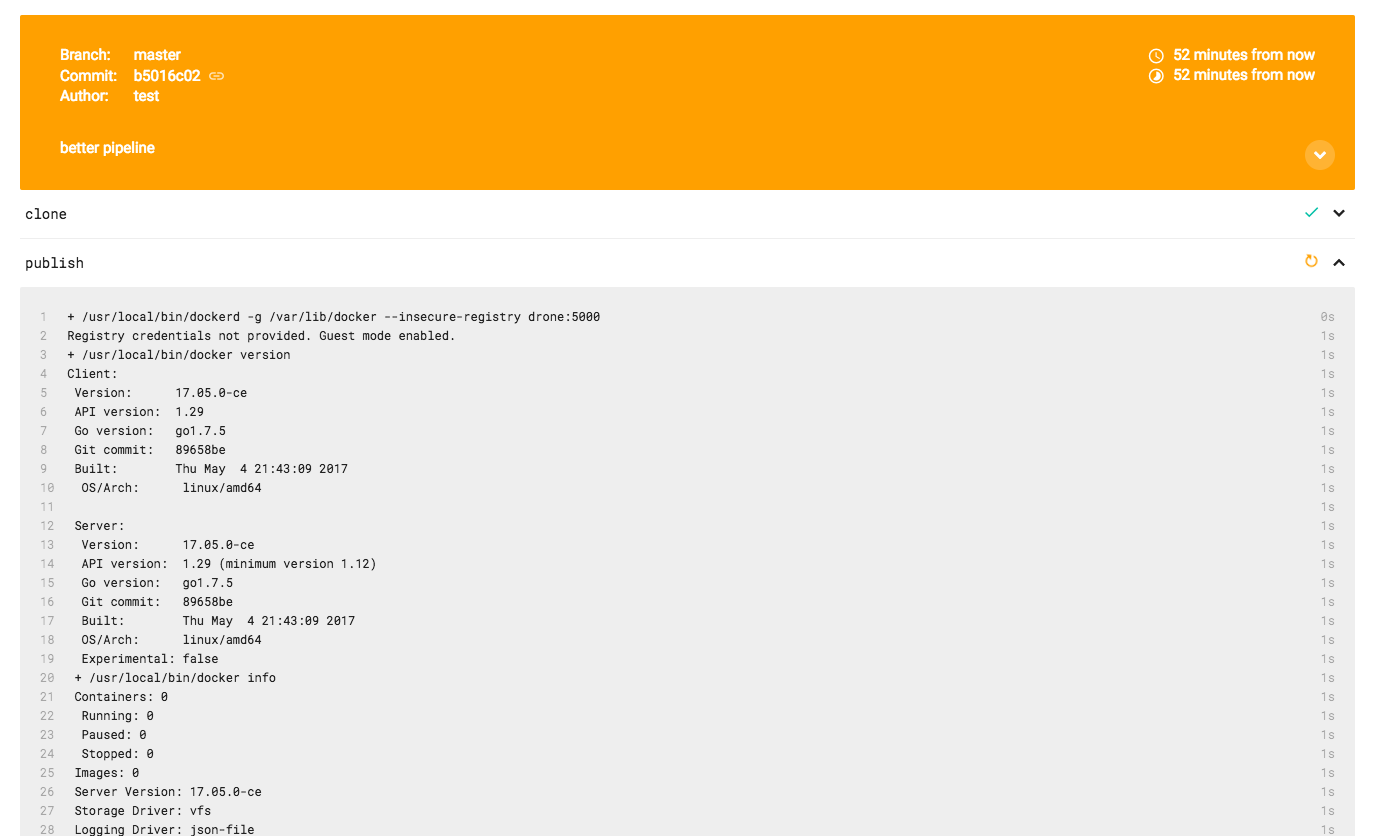 Branch: master
Commit: b5016c02
Author: test
52 minutes from now
52 minutes from now
better pipeline
clone
publish
1 + /usr/local/bin/dockerd -g /var/lib/docker --insecure-registry drone:5000 0s
2 Registry credentials not provided. Guest mode enabled. 1s
3 + /usr/local/bin/docker version 1s
4 Client: 1s
5 Version: 17.05.0-ce 1s
6 API version: 1.29 1s
7 Go version: go1.7.5 1s
8 Git commit: 89658be 1s
9 Built: Thu May  4 21:43:09 2017 1s
10 OS/Arch: linux/amd64 1s
11 1s
12 Server: 1s
13 Version: 17.05.0-ce 1s
14 API version: 1.29 (minimum version 1.12) 1s
15 Go version: go1.7.5 1s
16 Git commit: 89658be 1s
17 Built: Thu May  4 21:43:09 2017 1s
18 OS/Arch: linux/amd64 1s
19 Experimental: false 1s
20 + /usr/local/bin/docker info 1s
21 Containers: 0 1s
22 Running: 0 1s
23 Paused: 0 1s
24 Stopped: 0 1s
25 Images: 0 1s
26 Server Version: 17.05.0-ce 1s
27 Storage Driver: vfs 1s
28 Logging Driver: json-file 1s